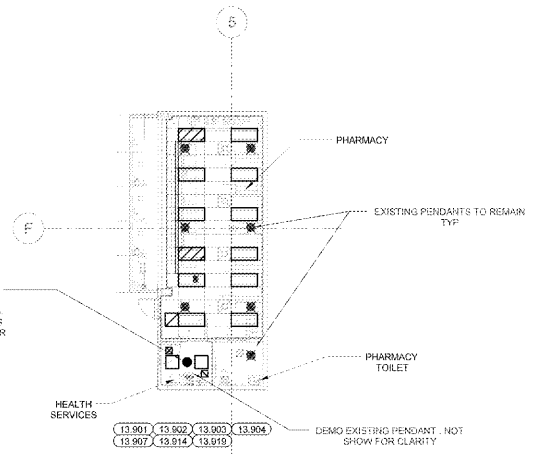 5
PHARMACY
EXISTING PENDANTS TO REMAIN
TYP
F
R
PHARMACY
TOILET
HEALTH
SERVICES
13.901 13.902 13.903 13.904
13.907 13.914 13.919
DEMO EXISTING PENDANT . NOT
SHOW FOR CLARITY